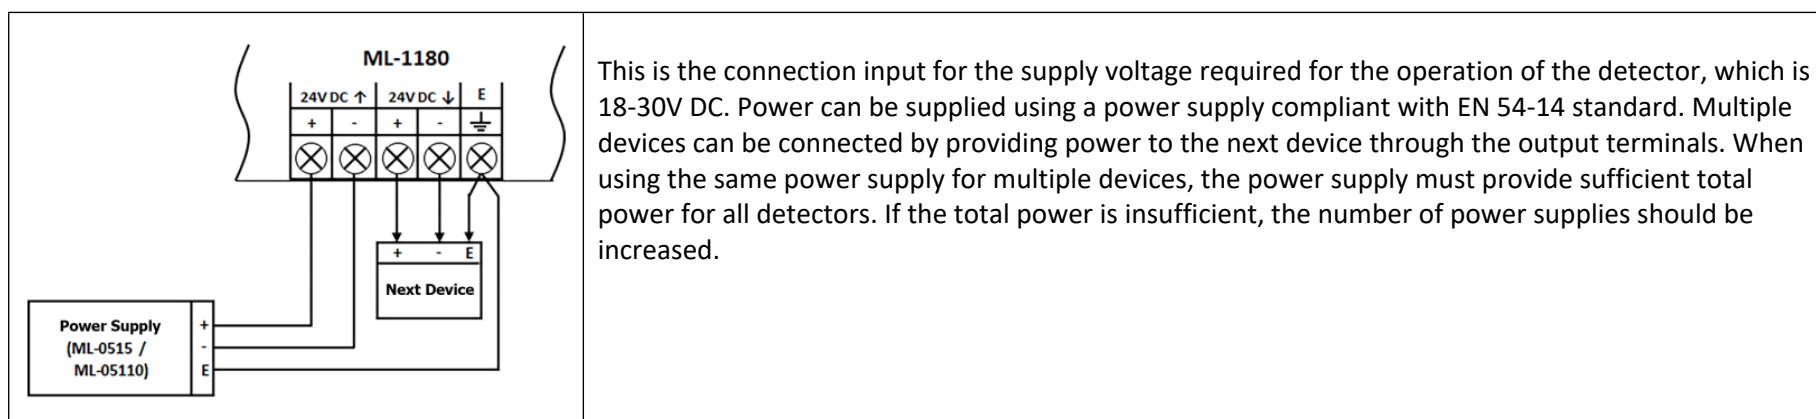 ML-1180
24V DC ↑ 24V DC ↓ E
+ - + -
+ - E
Next Device
Power Supply
(ML-0515 /
ML-05110)
+
-
E
This is the connection input for the supply voltage required for the operation of the detector, which is
18-30V DC. Power can be supplied using a power supply compliant with EN 54-14 standard. Multiple
devices can be connected by providing power to the next device through the output terminals. When
using the same power supply for multiple devices, the power supply must provide sufficient total
power for all detectors. If the total power is insufficient, the number of power supplies should be
increased.